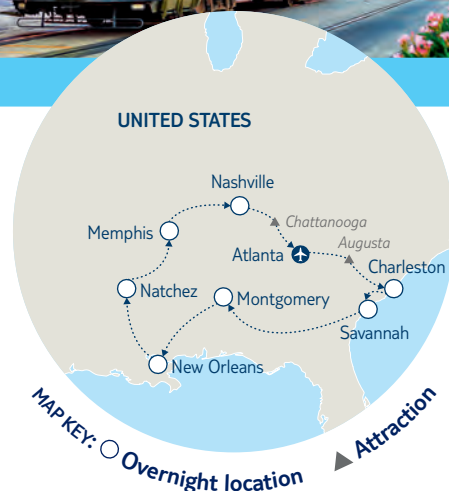 UNITED STATES
Nashville
Chattanooga
Memphis
Atlanta
Augusta
Charleston
Natchez
Montgomery
Savannah
New Orleans
MAP KEY: Overnight location
Attraction